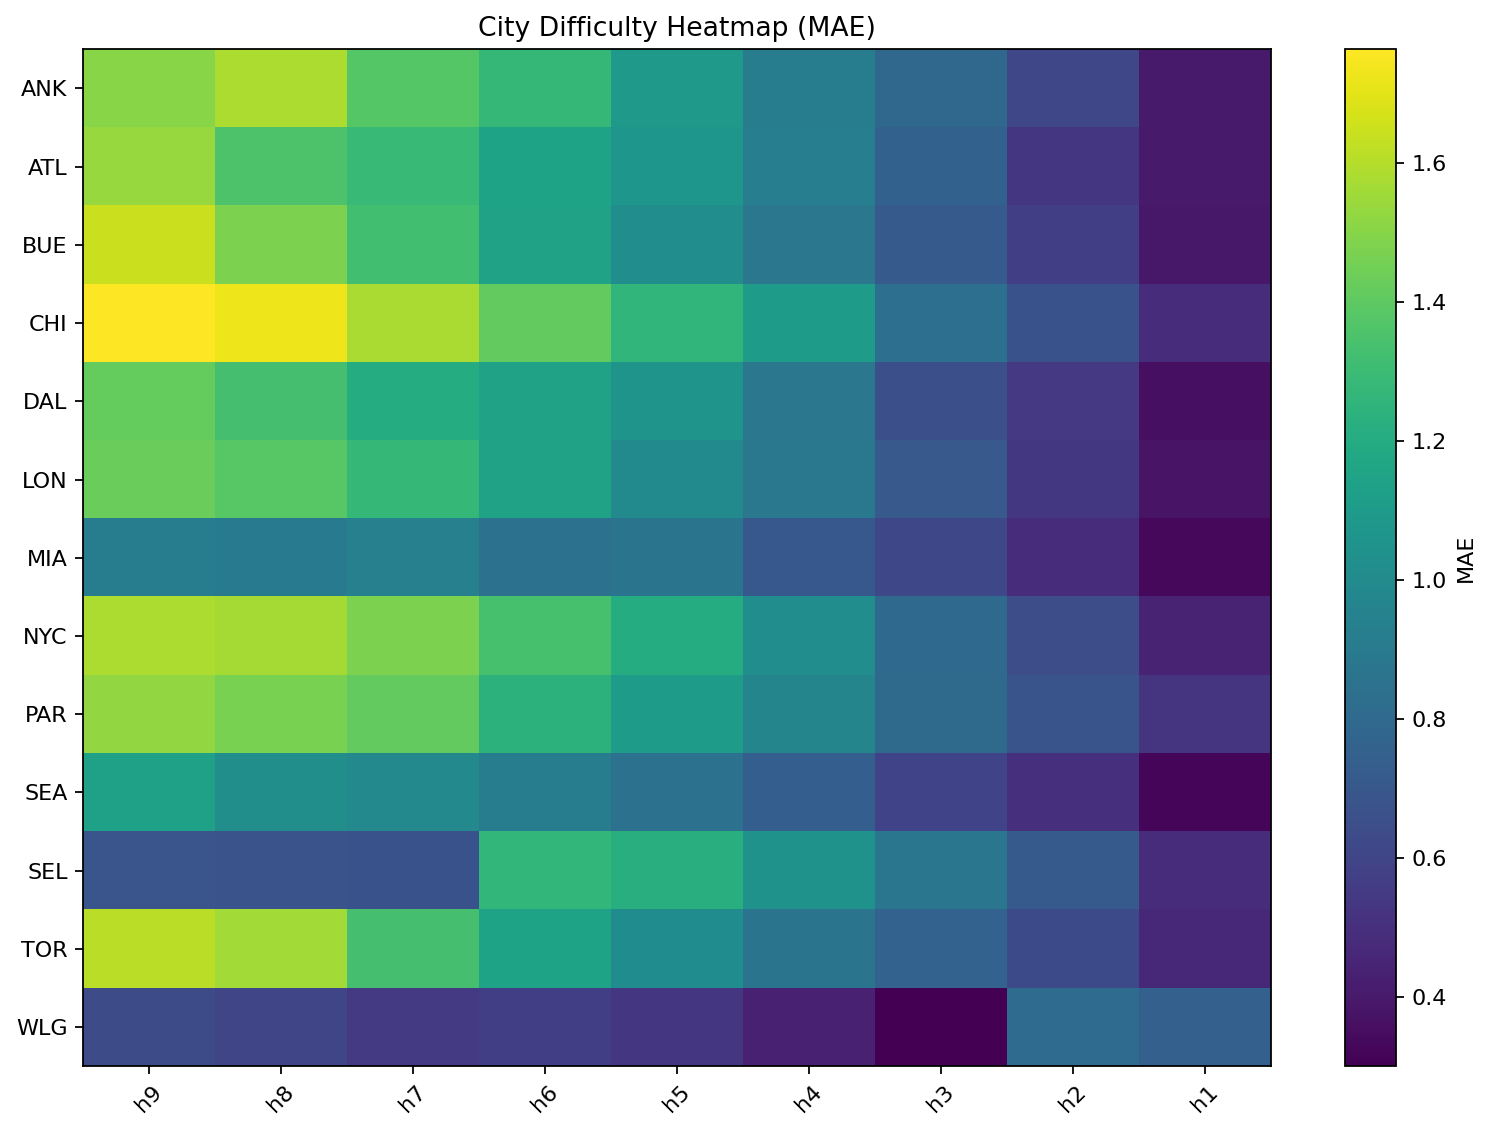 City Difficulty Heatmap (MAE)
ANK
ATL
BUE
CHI
DAL
LON
MIA
NYC
PAR
SEA
SEL
TOR
WLG
h9 h8 h7 h6 h5 h4 h3 h2 h1
1.6
1.4
1.2
1.0
0.8
0.6
0.4
MAE